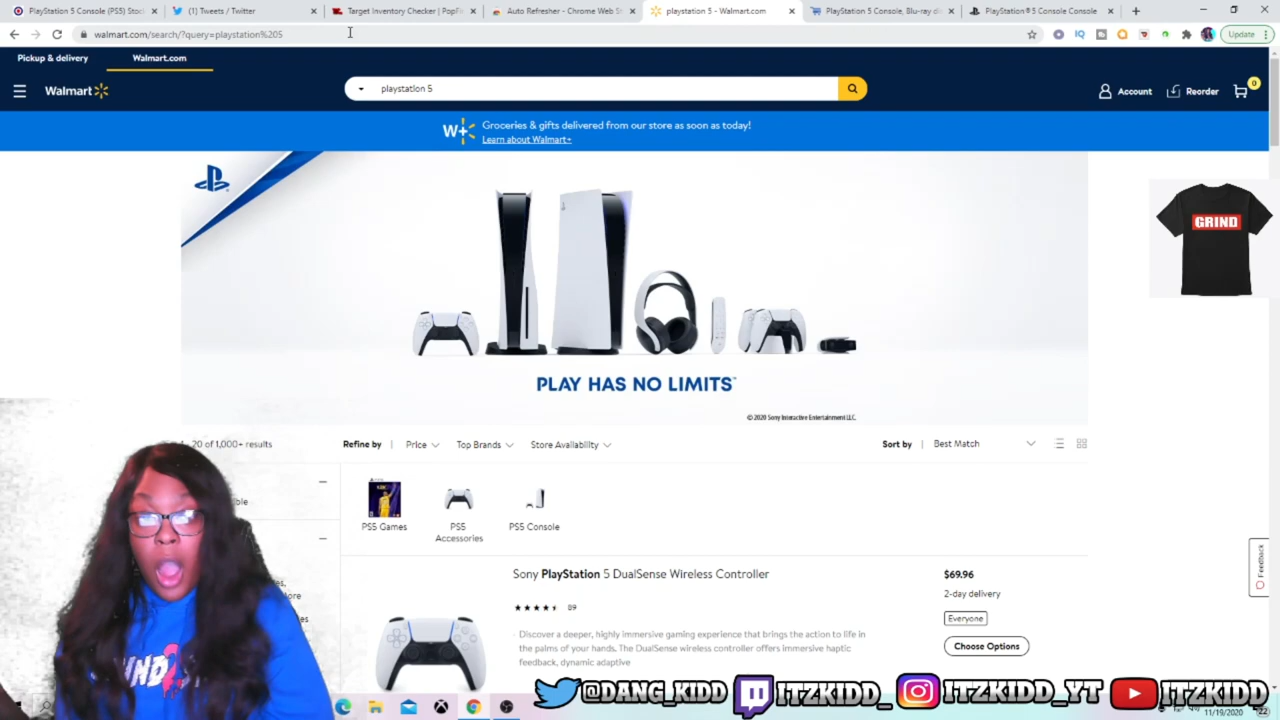 PlayStation 5 Console (PS5) Stock
(1) Tweets / Twitter
Target Inventory Checker | PopFi
Auto Refresher - Chrome Web St
playstation 5 - Walmart.com
PlayStation 5 Console, Blu-ray di
PlayStation® 5 Console Console
walmart.com/search/?query=playstation%205
Update
Pickup & delivery
Walmart.com
Walmart
playstation 5
Account
Reorder
0
W+
Groceries & gifts delivered from our store as soon as today!
Learn about Walmart+
GRIND
PLAY HAS NO LIMITS™
© 2020 Sony Interactive Entertainment LLC.
20 of 1,000+ results
Refine by
Price
Top Brands
Store Availability
Sort by
Best Match
PS5 Games
PS5 Accessories
PS5 Console
Sony PlayStation 5 DualSense Wireless Controller
$69.96
89
2-day delivery
Everyone
Choose Options
Discover a deeper, highly immersive gaming experience that brings the action to life in
the palms of your hands. The DualSense wireless controller offers immersive haptic
feedback, dynamic adaptive
Feedback
@DANG_KIDD
ITZKIDD_
ITZKIDD_YT
ITZKIDD
11/19/2020
22